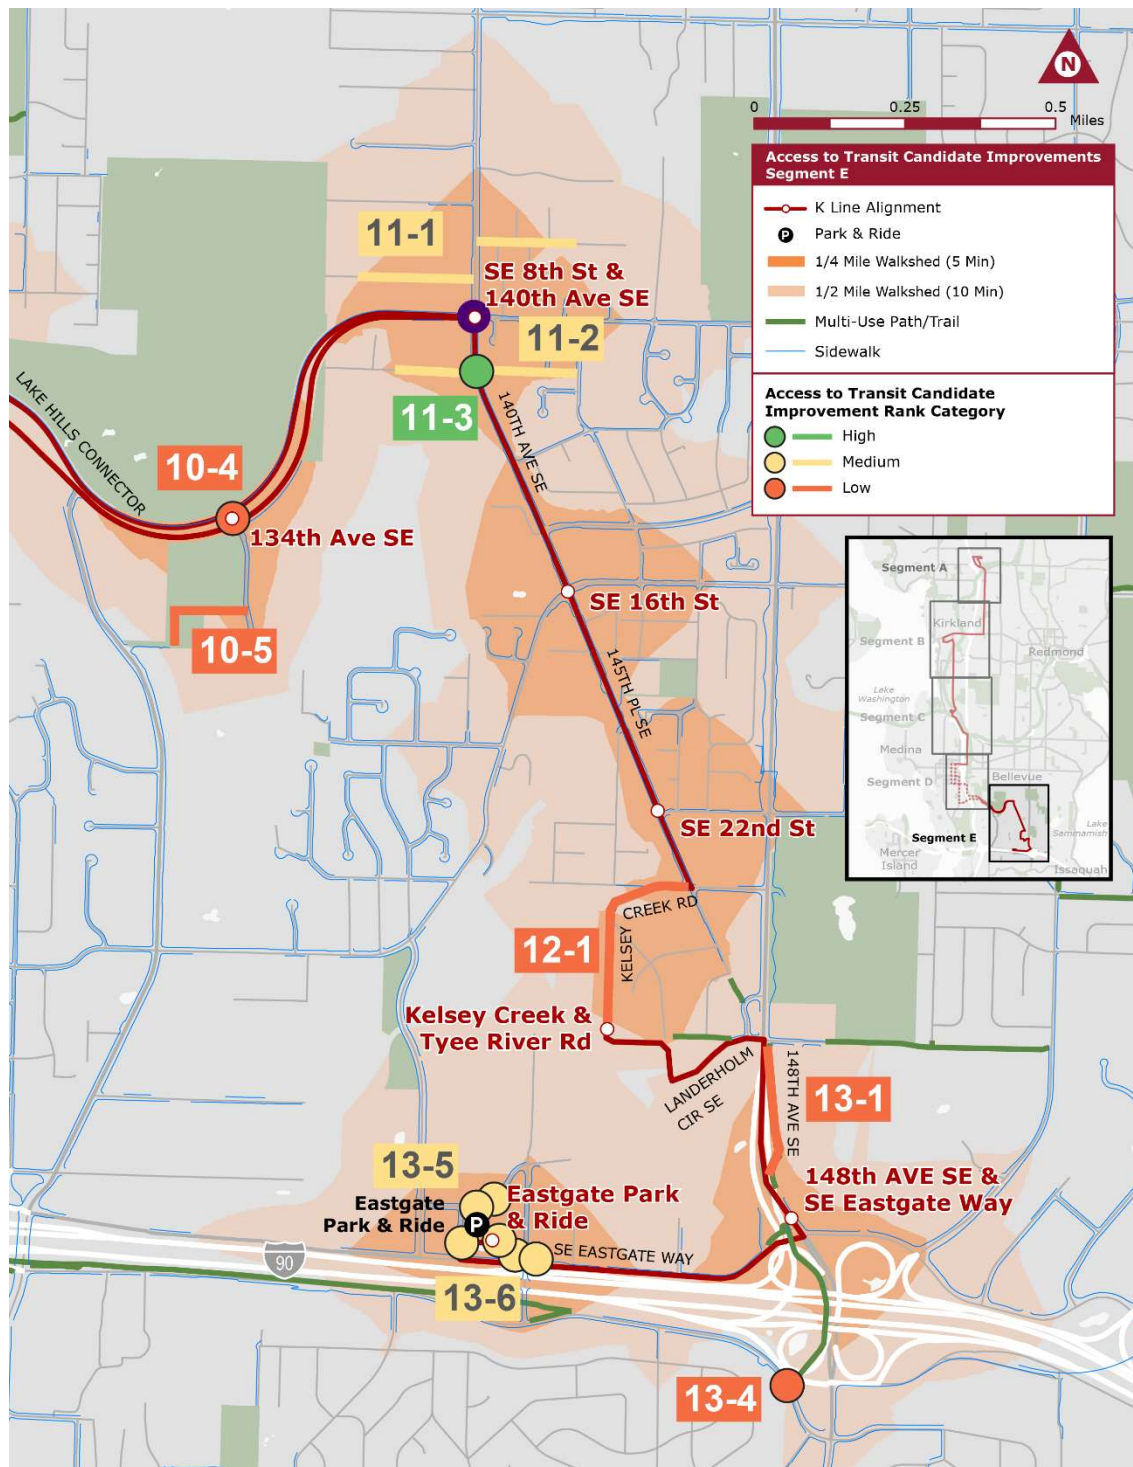 N
0 0.25 0.5
Miles
Access to Transit Candidate Improvements
Segment E
K Line Alignment
P Park & Ride
1/4 Mile Walkshed (5 Min)
1/2 Mile Walkshed (10 Min)
Multi-Use Path/Trail
Sidewalk
Access to Transit Candidate
Improvement Rank Category
High
Medium
Low
11-1
SE 8th St &
140th Ave SE
11-2
11-3
140TH AVE SE
LAKE HILLS CONNECTOR
10-4
134th Ave SE
SE 16th St
10-5
145TH PL SE
SE 22nd St
Segment A
Kirkland
Segment B
Redmond
Lake
Washington
Segment C
Medina
Segment D
Bellevue
Segment E
Lake
Sammamish
Mercer
Island
Issaquah
CREEK RD
KELSEY
12-1
Kelsey Creek &
Tyee River Rd
LANDERHOLM
CIR SE
148TH AVE SE
13-1
13-5
148th AVE SE &
SE Eastgate Way
Eastgate
Park & Ride
P
Eastgate Park
& Ride
SE EASTGATE WAY
90
13-6
13-4